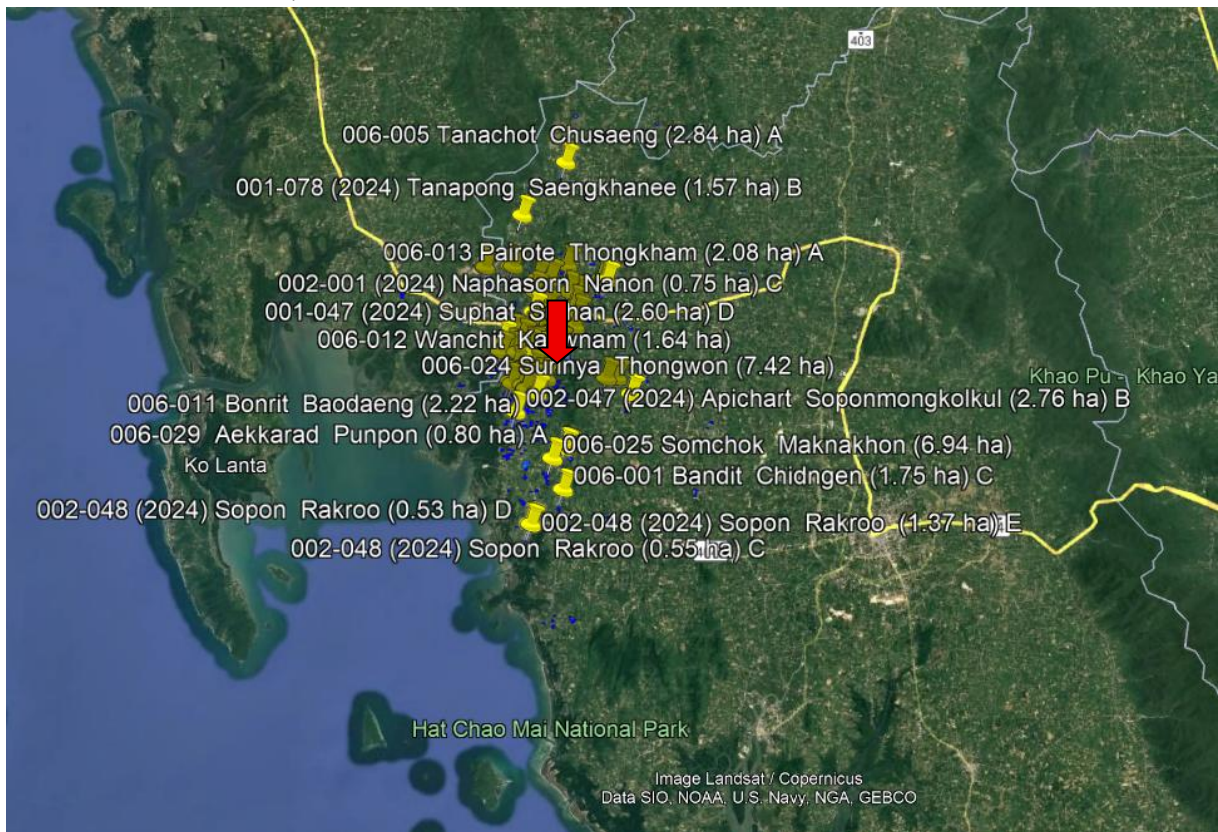 403
006-005 Tanachot Chusaeng (2.84 ha) A
001-078 (2024) Tanapong Saengkhanee (1.57 ha) B
006-013 Pairote Thongkham (2.08 ha) A
002-001 (2024) Naphasorn Nanon (0.75 ha) C
001-047 (2024) Suphat (2.60 ha) D
006-012 Wanchit (1.64 ha)
006-024 Surinya Thongwon (7.42 ha)
Khao Pu - Khao Ya
002-047 (2024) Apichart Soponmongkolkul (2.76 ha) B
006-011 Bonrit Baodaeng (2.22 ha)
006-029 Aekkarad Punpon (0.80 ha) A
006-025 Somchok Maknakhon (6.94 ha)
Ko Lanta
006-001 Bandit Chidngen (1.75 ha) C
002-048 (2024) Sopon Rakroo (0.53 ha) D
002-048 (2024) Sopon Rakroo (1.37 ha) E
002-048 (2024) Sopon Rakroo (0.55 ha) C
Hat Chao Mai National Park
Image Landsat / Copernicus
Data SIO, NOAA, U.S. Navy, NGA, GEBCO